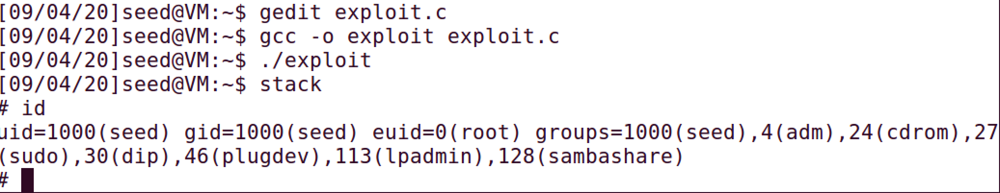 [09/04/20]seed@VM:~$ gedit exploit.c
[09/04/20]seed@VM:~$ gcc -o exploit exploit.c
[09/04/20]seed@VM:~$ ./exploit
[09/04/20]seed@VM:~$ stack
# id
uid=1000(seed) gid=1000(seed) euid=0(root) groups=1000(seed),4(adm),24(cdrom),27
(sudo),30(dip),46(plugdev),113(lpadmin),128(sambashare)
#